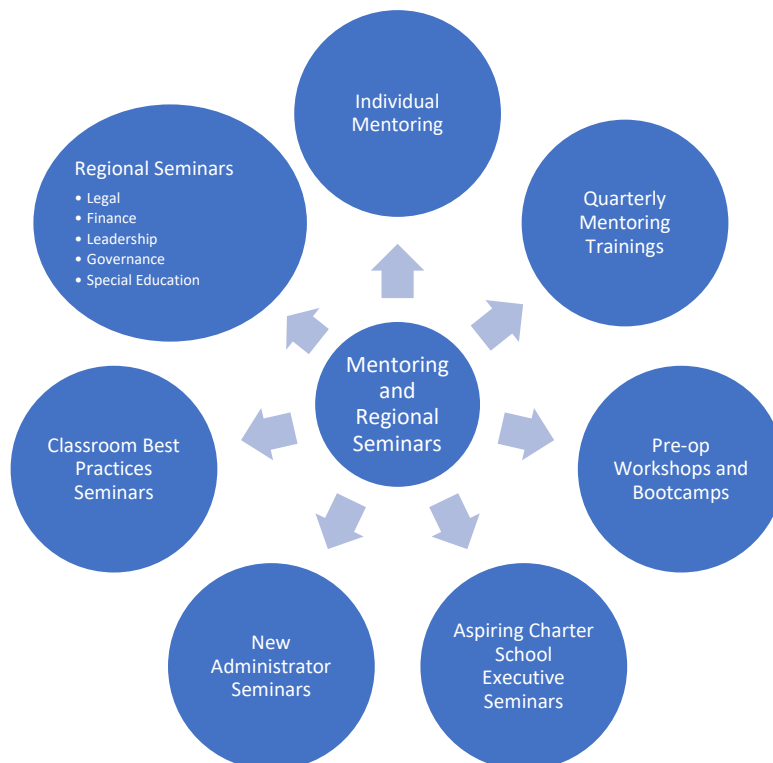 Individual
Mentoring
Regional Seminars
• Legal
• Finance
• Leadership
• Governance
• Special Education
Quarterly
Mentoring
Trainings
Mentoring
and
Regional
Seminars
Classroom Best
Practices
Seminars
Pre-op
Workshops and
Bootcamps
New
Administrator
Seminars
Aspiring Charter
School
Executive
Seminars